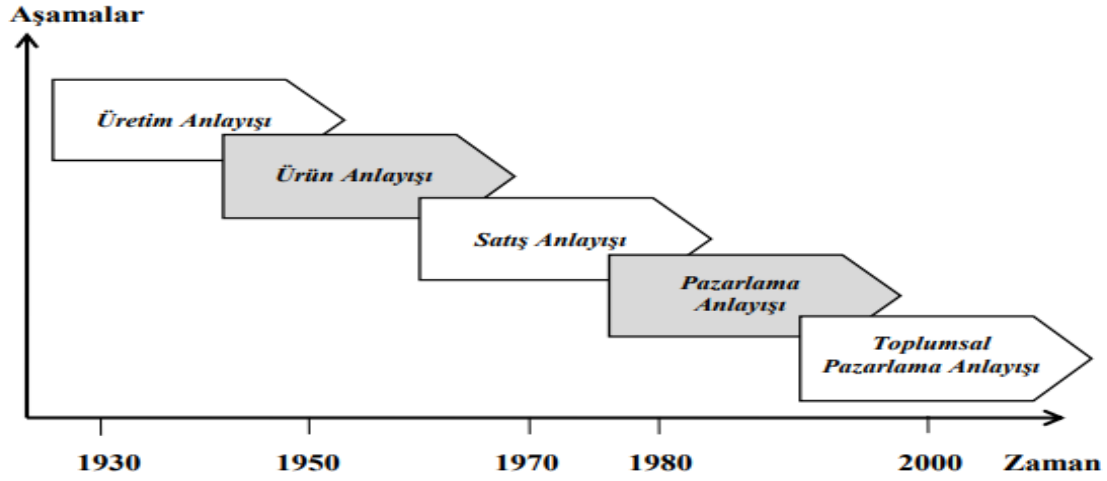 Aşamalar
Üretim Anlayışı
Ürün Anlayışı
Satış Anlayışı
Pazarlama
Anlayışı
Toplumsal
Pazarlama Anlayışı
1930 1950 1970 1980 2000 Zaman